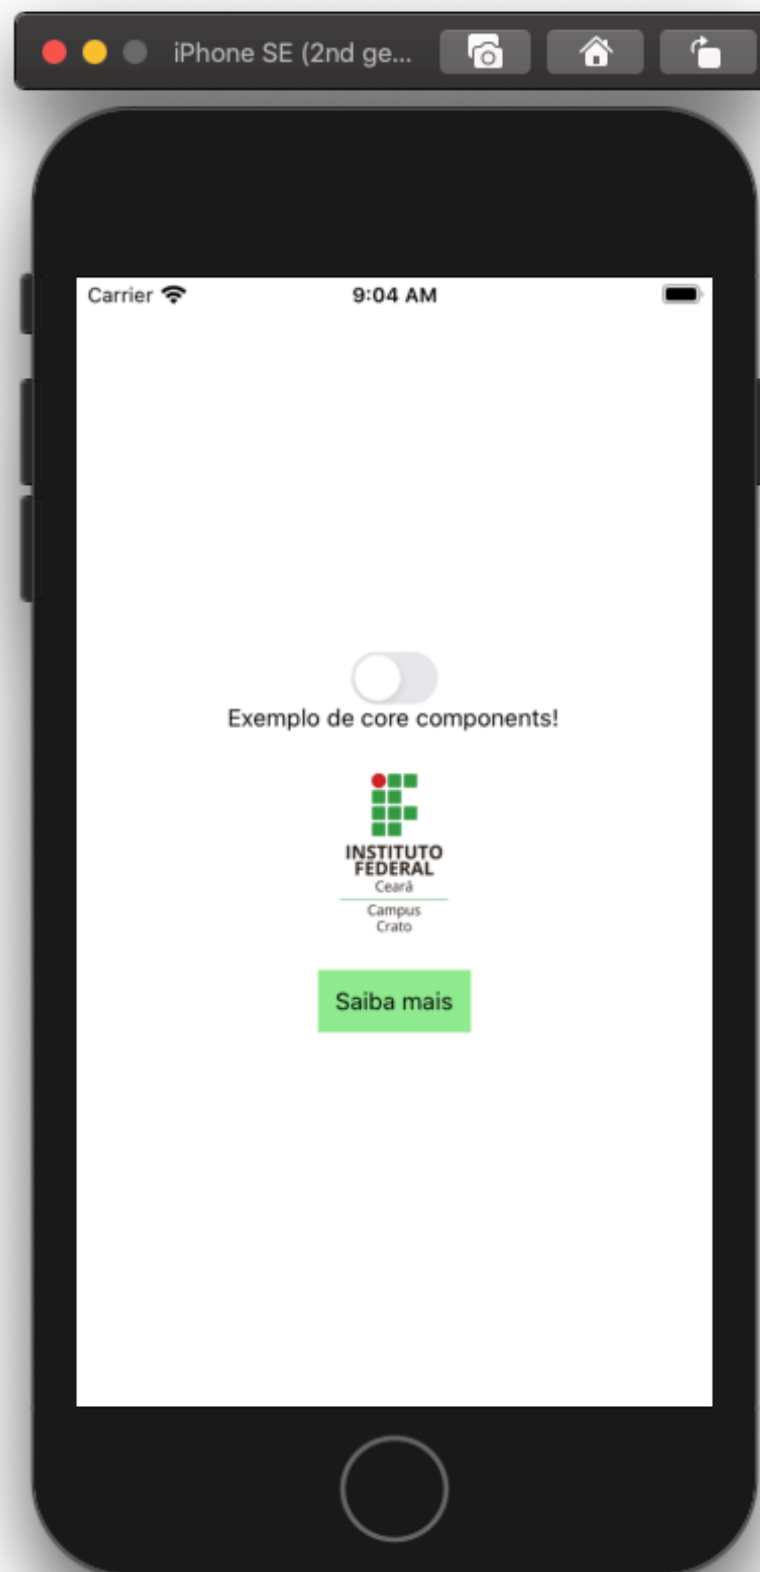 iPhone SE (2nd ge...
Carrier 9:04 AM
Exemplo de core components!
INSTITUTO
FEDERAL
Ceará
Campus
Crato
Saiba mais